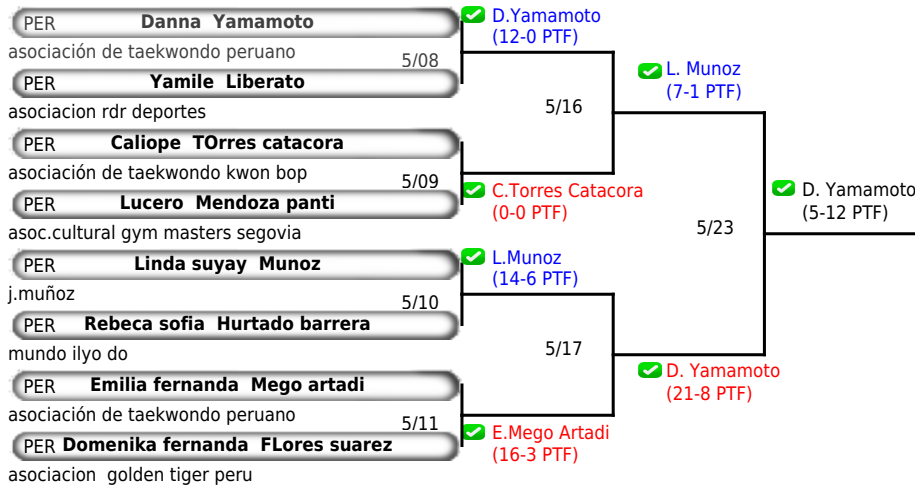 PER Danna Yamamoto
asociación de taekwondo peruano
5/08
PER Yamile Liberato
asociacion rdr deportes
PER Caliope TOrres catacora
asociación de taekwondo kwon bop
5/09
PER Lucero Mendoza panti
asoc.cultural gym masters segovia
PER Linda suyay Munoz
j.muñoz
5/10
PER Rebeca sofia Hurtado barrera
mundo ilyo do
PER Emilia fernanda Mego artadi
asociación de taekwondo peruano
5/11
PER Domenika fernanda FLores suarez
asociacion golden tiger peru
D.Yamamoto
(12-0 PTF)
5/16
C.Torres Catacora
(0-0 PTF)
L.Munoz
(14-6 PTF)
5/17
E.Mego Artadi
(16-3 PTF)
L. Munoz
(7-1 PTF)
5/23
D. Yamamoto
(21-8 PTF)
D. Yamamoto
(5-12 PTF)